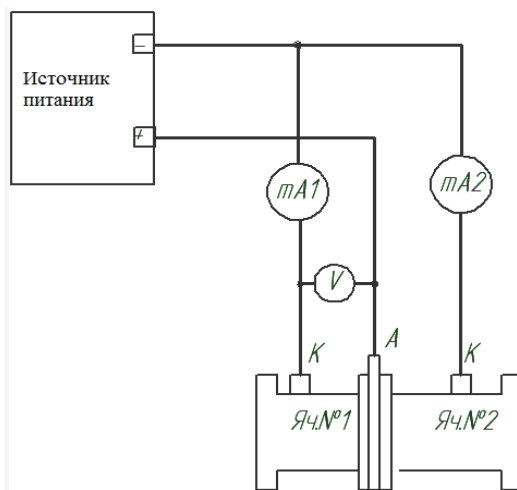 −
Источник
питания
+
mA1
mA2
V
A
K
K
Яч.№1
Яч.№2